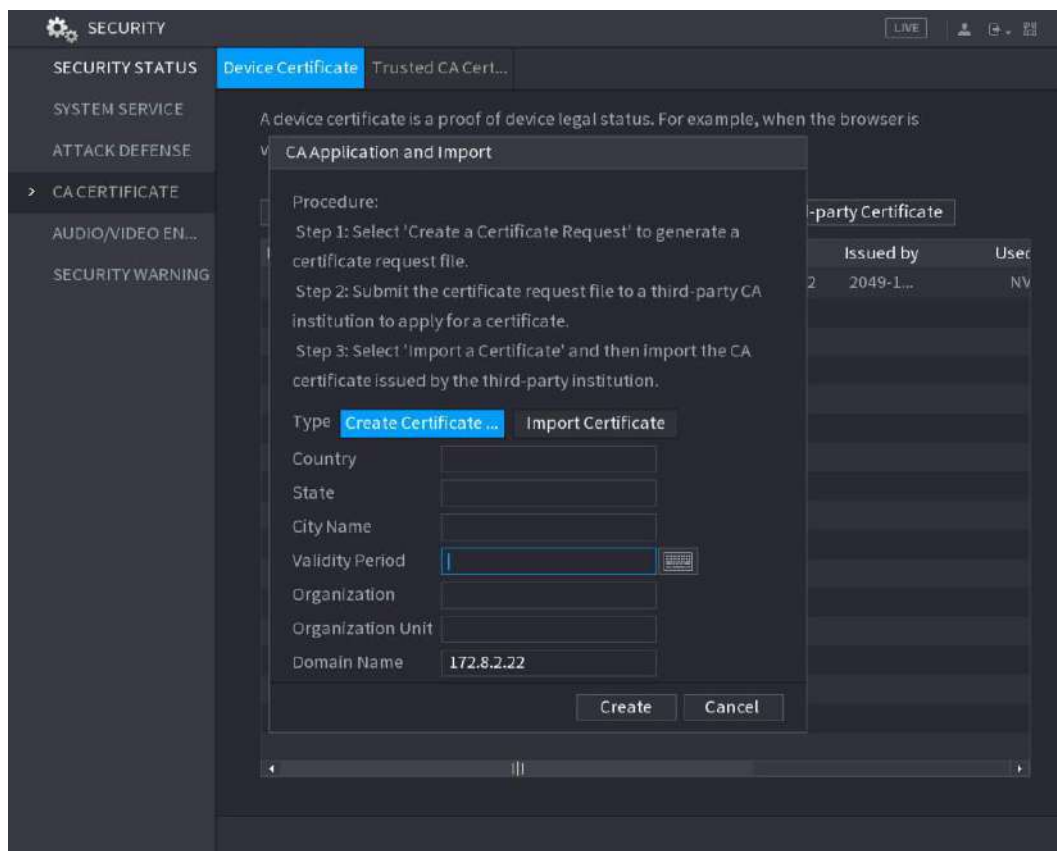 SECURITY
LIVE
SECURITY STATUS
Device Certificate
Trusted CA Cert...
SYSTEM SERVICE
A device certificate is a proof of device legal status. For example, when the browser is
ATTACK DEFENSE
CA Application and Import
CA CERTIFICATE
Procedure:
-party Certificate
Step 1: Select 'Create a Certificate Request' to generate a
certificate request file.
AUDIO/VIDEO EN...
Issued by
Used
SECURITY WARNING
Step 2: Submit the certificate request file to a third-party CA
institution to apply for a certificate.
2
2049-1...
NV
Step 3: Select 'Import a Certificate' and then import the CA
certificate issued by the third-party institution.
Type
Create Certificate ...
Import Certificate
Country
State
City Name
Validity Period
Organization
Organization Unit
Domain Name
172.8.2.22
Create
Cancel